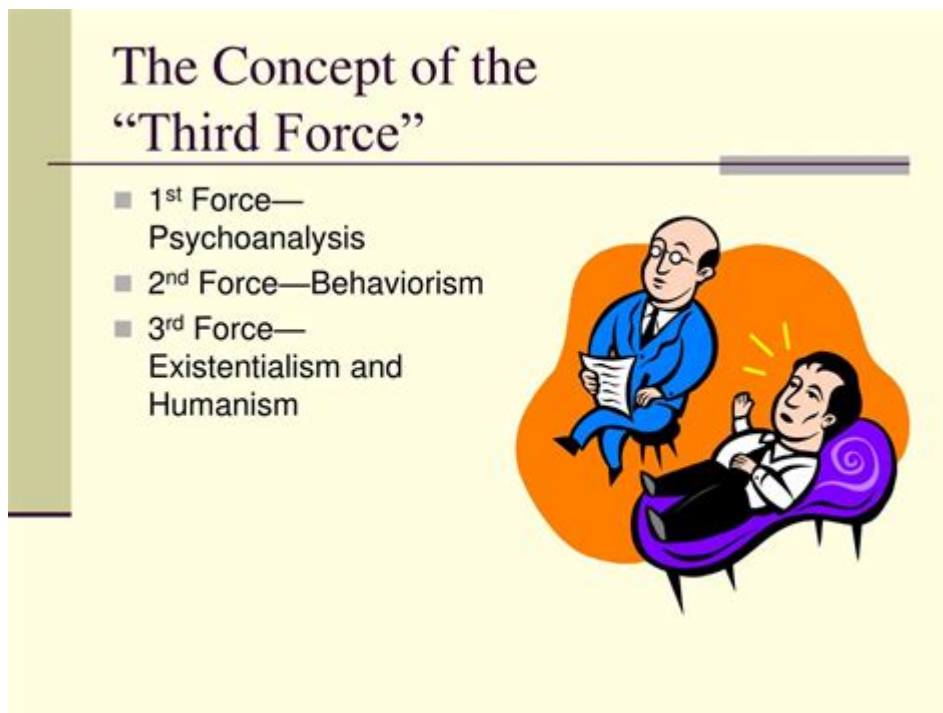 The Concept of the
“Third Force”
1st Force—
Psychoanalysis
2nd Force—Behaviorism
3rd Force—
Existentialism and
Humanism